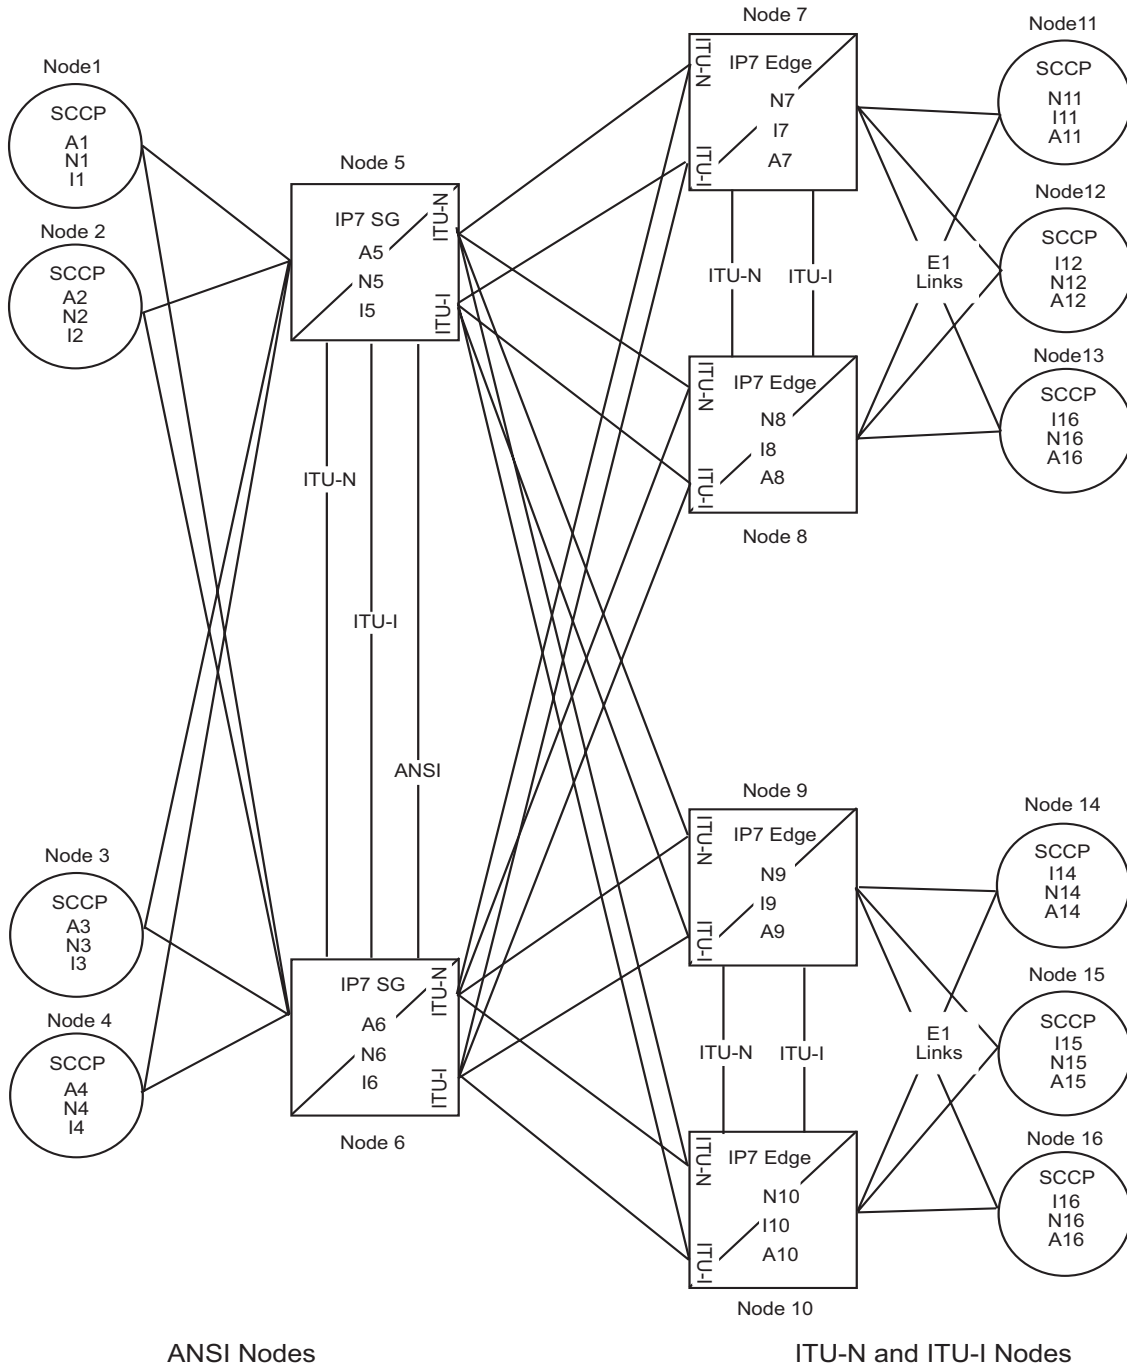 Node1
SCCP
A1
N1
I1
Node 2
SCCP
A2
N2
I2
Node 3
SCCP
A3
N3
I3
Node 4
SCCP
A4
N4
I4
Node 5
IP7 SG
A5
N5
I5
ITU-N
ITU-I
ITU-N
ITU-I
ANSI
IP7 SG
A6
N6
I6
ITU-N
ITU-I
Node 6
Node 7
ITU-N
IP7 Edge
N7
I7
A7
ITU-I
ITU-N
ITU-I
ITU-N
IP7 Edge
N8
I8
A8
ITU-I
Node 8
Node 9
ITU-N
IP7 Edge
N9
I9
A9
ITU-I
ITU-N
ITU-I
ITU-N
IP7 Edge
N10
I10
A10
ITU-I
Node 10
Node11
SCCP
N11
I11
A11
Node12
SCCP
I12
N12
A12
E1
Links
Node13
SCCP
I16
N16
A16
Node 14
SCCP
I14
N14
A14
Node 15
SCCP
I15
N15
A15
E1
Links
Node 16
SCCP
I16
N16
A16
ANSI Nodes
ITU-N and ITU-I Nodes